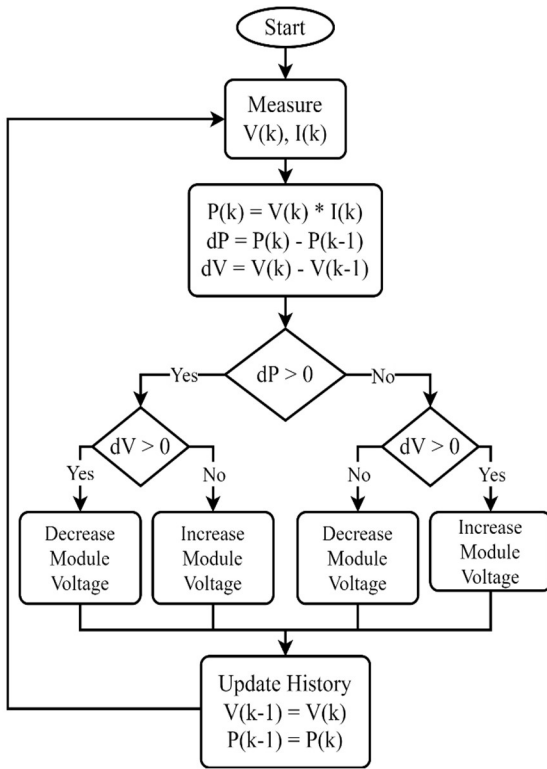 Start
Measure
V(k), I(k)
P(k) = V(k) * I(k)
dP = P(k) - P(k-1)
dV = V(k) - V(k-1)
dP > 0
Yes
No
dV > 0
Yes
No
dV > 0
No
Yes
Decrease
Module
Voltage
Increase
Module
Voltage
Decrease
Module
Voltage
Increase
Module
Voltage
Update History
V(k-1) = V(k)
P(k-1) = P(k)